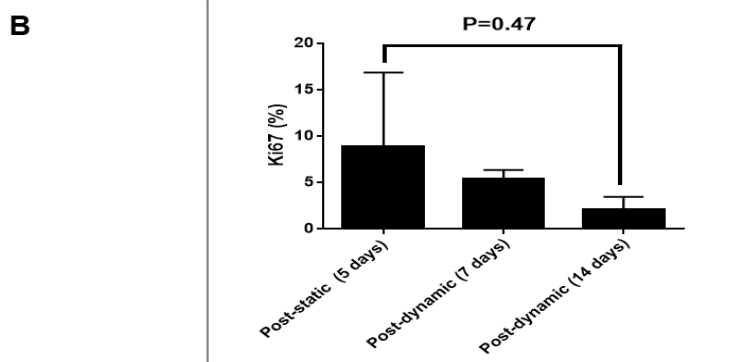 B
P=0.47
20
15
10
5
0
Ki67 (%)
Post-static (5 days)
Post-dynamic (7 days)
Post-dynamic (14 days)